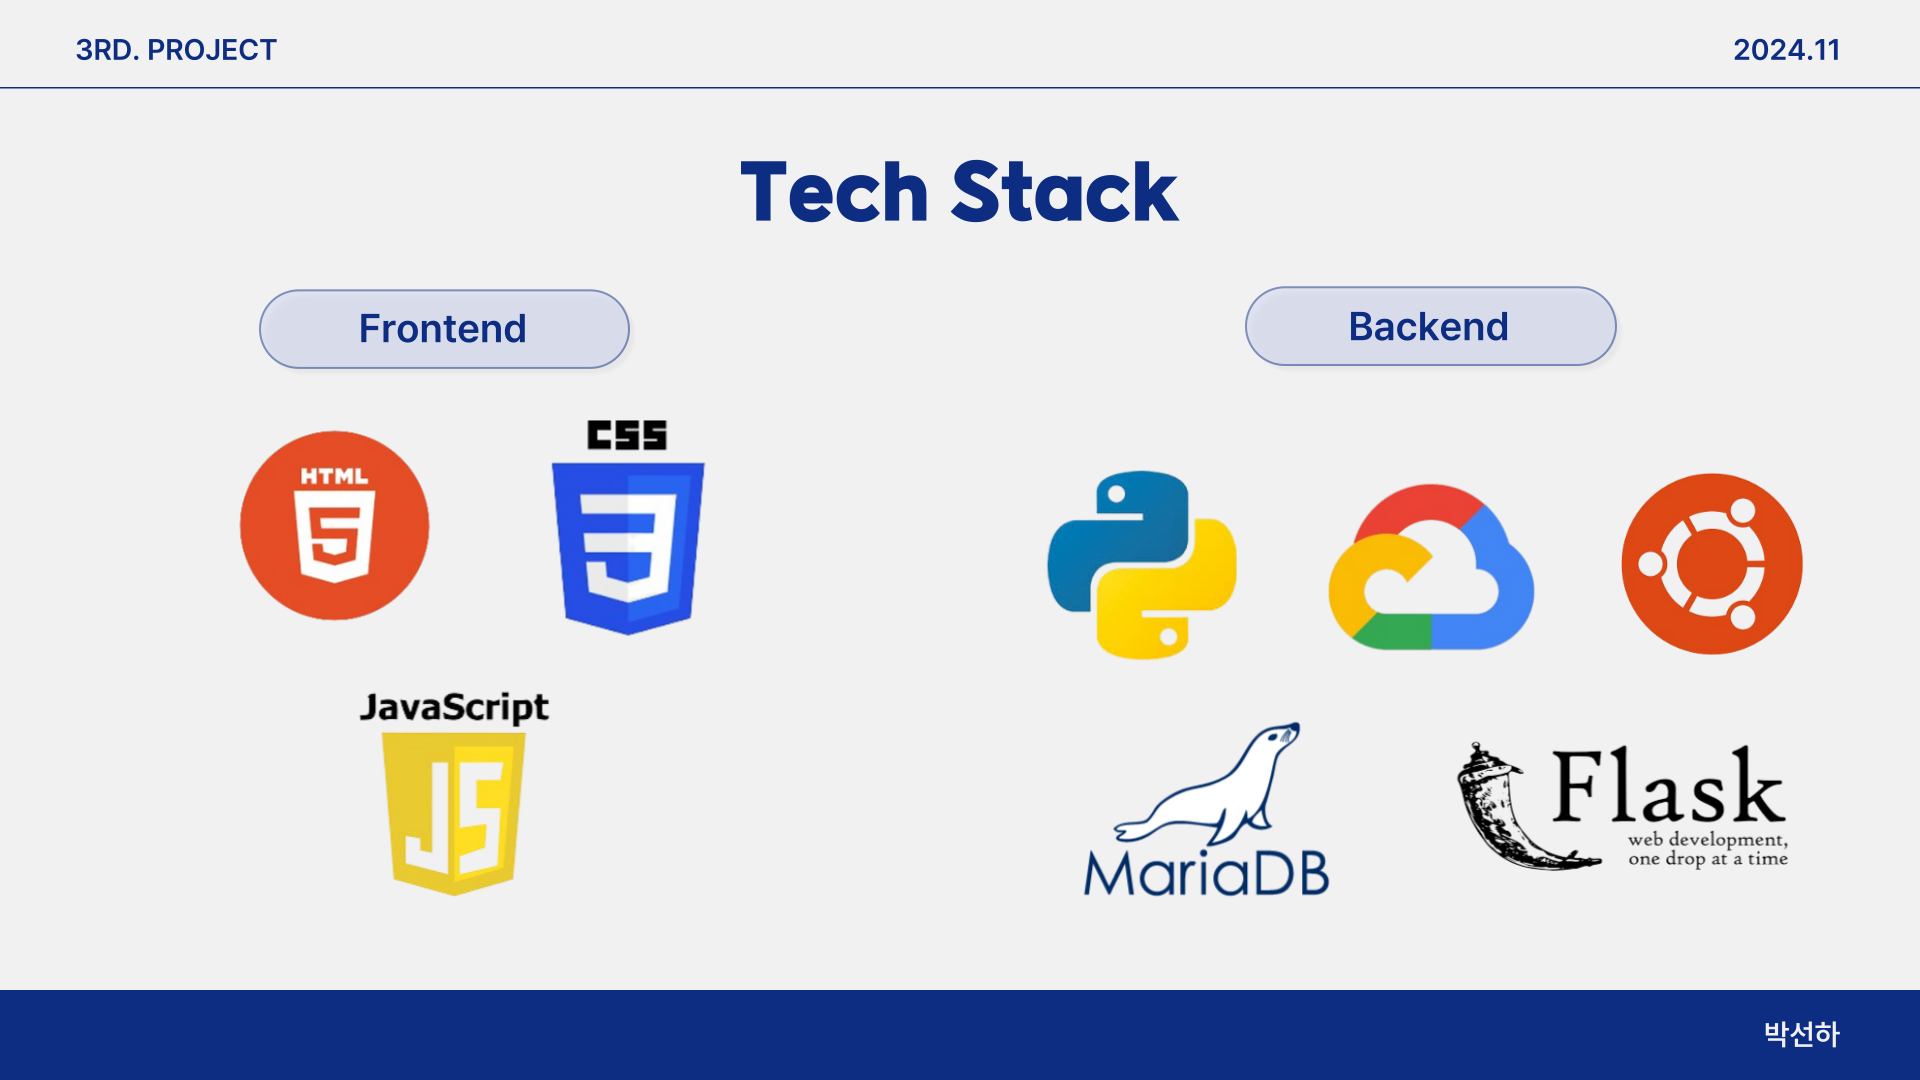 3RD. PROJECT
2024.11
Tech Stack
Frontend
Backend
HTML
5
CSS
3
JavaScript
JS
MariaDB
Flask
web development,
one drop at a time
박선하